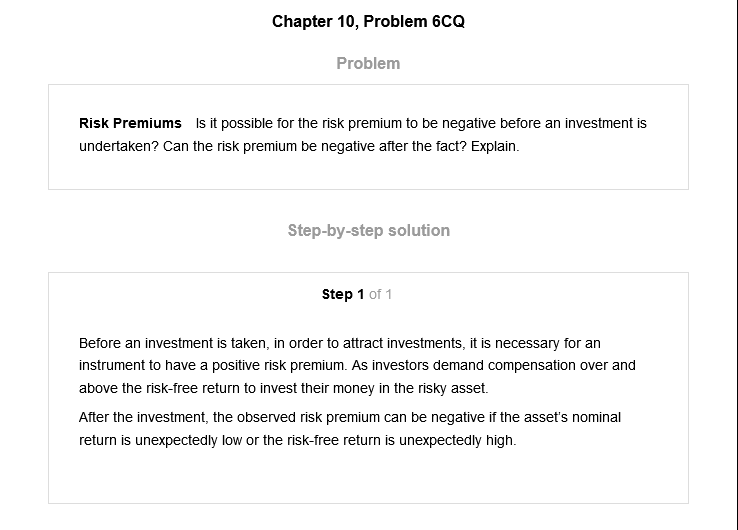 Chapter 10, Problem 6CQ
Problem
Risk Premiums Is it possible for the risk premium to be negative before an investment is
undertaken? Can the risk premium be negative after the fact? Explain.
Step-by-step solution
Step 1 of 1
Before an investment is taken, in order to attract investments, it is necessary for an
instrument to have a positive risk premium. As investors demand compensation over and
above the risk-free return to invest their money in the risky asset.
After the investment, the observed risk premium can be negative if the asset's nominal
return is unexpectedly low or the risk-free return is unexpectedly high.